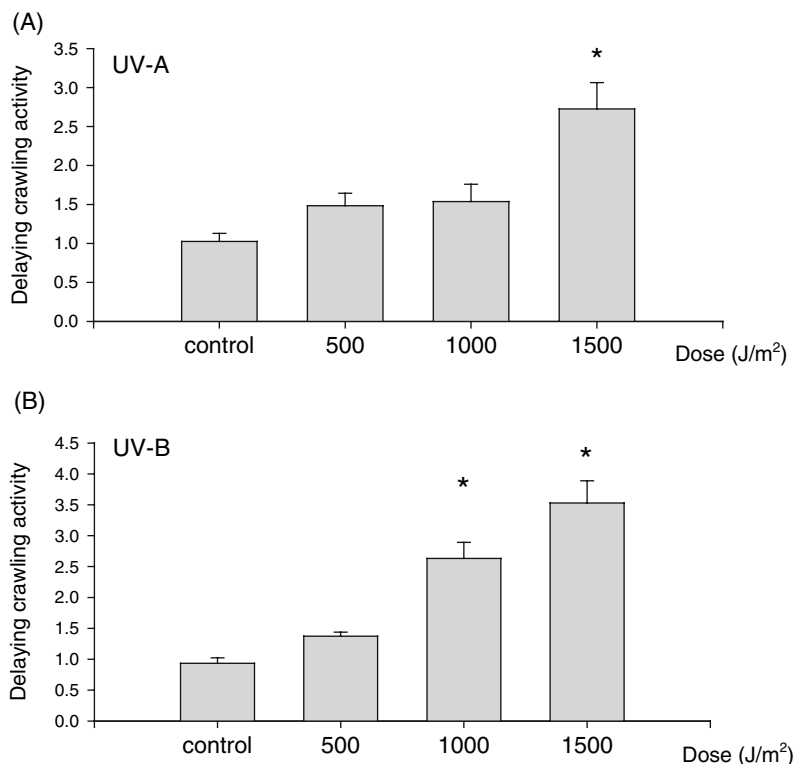 (A)
UV-A
Delaying crawling activity
3.5
3.0
2.5
2.0
1.5
1.0
0.5
0.0
*
control 500 1000 1500 Dose (J/m²)
(B)
UV-B
Delaying crawling activity
4.5
4.0
3.5
3.0
2.5
2.0
1.5
1.0
0.5
0.0
* *
control 500 1000 1500 Dose (J/m²)